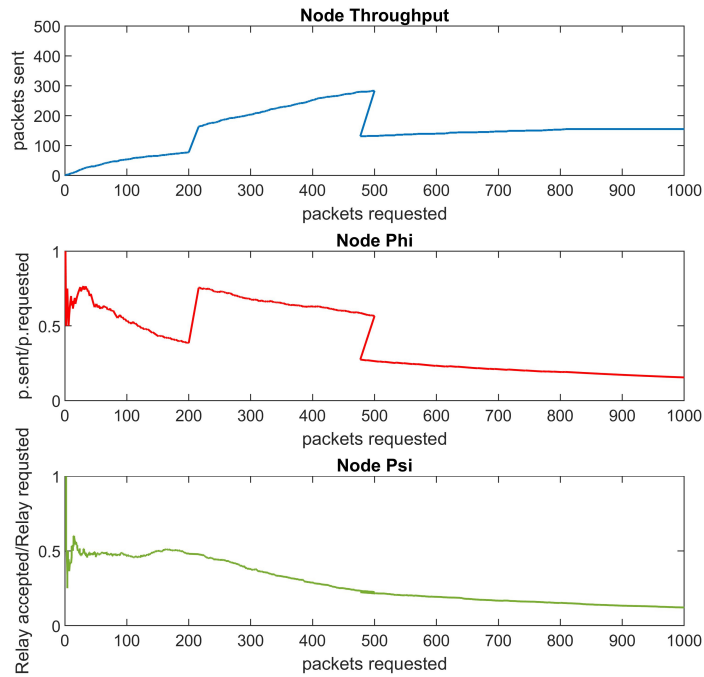 Node Throughput
500
400
300
200
100
0
packets sent
0 100 200 300 400 500 600 700 800 900 1000
packets requested
Node Phi
1
0.5
0
p.sent/p.requested
0 100 200 300 400 500 600 700 800 900 1000
packets requested
Node Psi
1
0.5
0
Relay accepted/Relay requsted
0 100 200 300 400 500 600 700 800 900 1000
packets requested